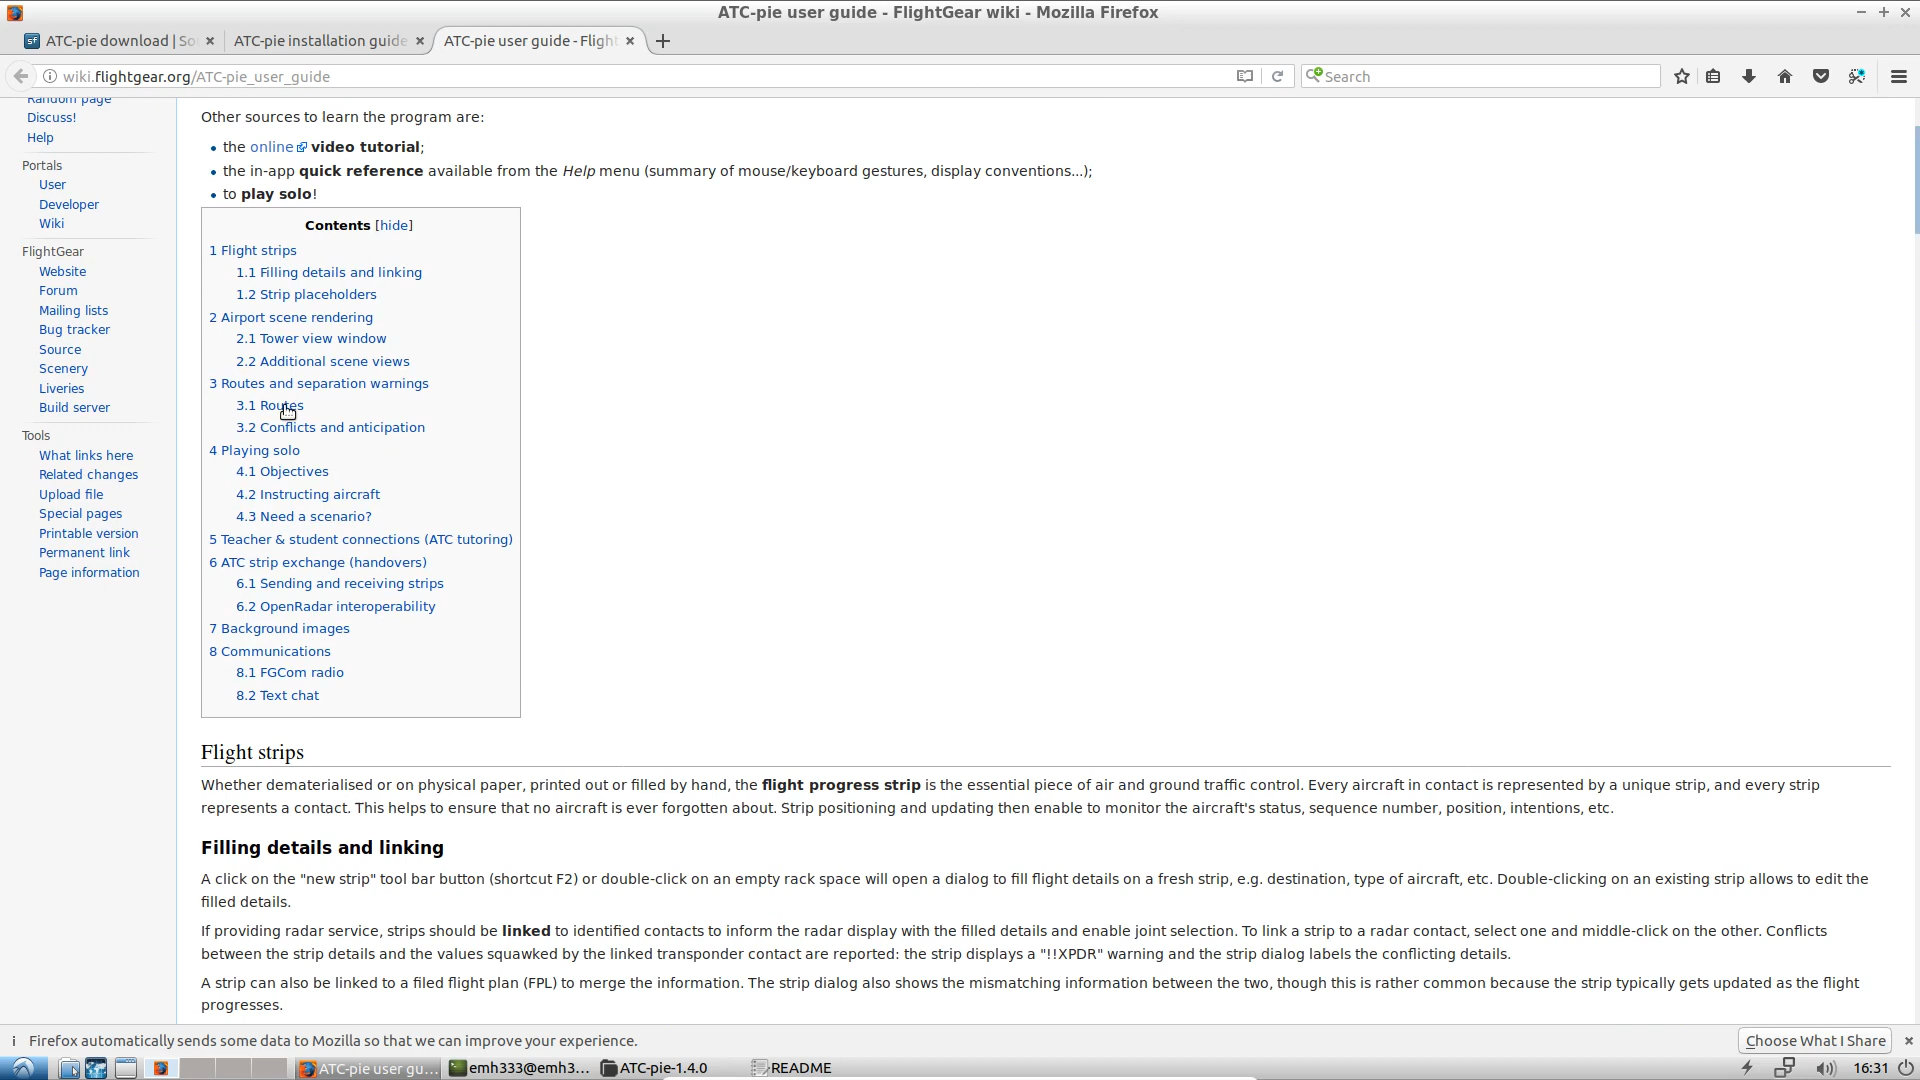 ATC-pie user guide - FlightGear wiki - Mozilla Firefox
ATC-pie download | So
ATC-pie installation guide
ATC-pie user guide - Fligh
wiki.flightgear.org/ATC-pie_user_guide
Search
Random page
Discuss!
Help
Portals
User
Developer
Wiki
FlightGear
Website
Forum
Mailing lists
Bug tracker
Source
Scenery
Liveries
Build server
Tools
What links here
Related changes
Upload file
Special pages
Printable version
Permanent link
Page information
Other sources to learn the program are:
• the online video tutorial;
• the in-app quick reference available from the Help menu (summary of mouse/keyboard gestures, display conventions...);
• to play solo!
Contents [hide]
1 Flight strips
1.1 Filling details and linking
1.2 Strip placeholders
2 Airport scene rendering
2.1 Tower view window
2.2 Additional scene views
3 Routes and separation warnings
3.1 Routes
3.2 Conflicts and anticipation
4 Playing solo
4.1 Objectives
4.2 Instructing aircraft
4.3 Need a scenario?
5 Teacher & student connections (ATC tutoring)
6 ATC strip exchange (handovers)
6.1 Sending and receiving strips
6.2 OpenRadar interoperability
7 Background images
8 Communications
8.1 FGCom radio
8.2 Text chat
Flight strips
Whether dematerialised or on physical paper, printed out or filled by hand, the flight progress strip is the essential piece of air and ground traffic control. Every aircraft in contact is represented by a unique strip, and every strip
represents a contact. This helps to ensure that no aircraft is ever forgotten about. Strip positioning and updating then enable to monitor the aircraft's status, sequence number, position, intentions, etc.
Filling details and linking
A click on the "new strip" tool bar button (shortcut F2) or double-click on an empty rack space will open a dialog to fill flight details on a fresh strip, e.g. destination, type of aircraft, etc. Double-clicking on an existing strip allows to edit the
filled details.
If providing radar service, strips should be linked to identified contacts to inform the radar display with the filled details and enable joint selection. To link a strip to a radar contact, select one and middle-click on the other. Conflicts
between the strip details and the values squawked by the linked transponder contact are reported: the strip displays a "!!XPDR" warning and the strip dialog labels the conflicting details.
A strip can also be linked to a filed flight plan (FPL) to merge the information. The strip dialog also shows the mismatching information between the two, though this is rather common because the strip typically gets updated as the flight
progresses.
Firefox automatically sends some data to Mozilla so that we can improve your experience.
Choose What I Share
ATC-pie user gu...
emh333@emh3...
ATC-pie-1.4.0
README
16:31